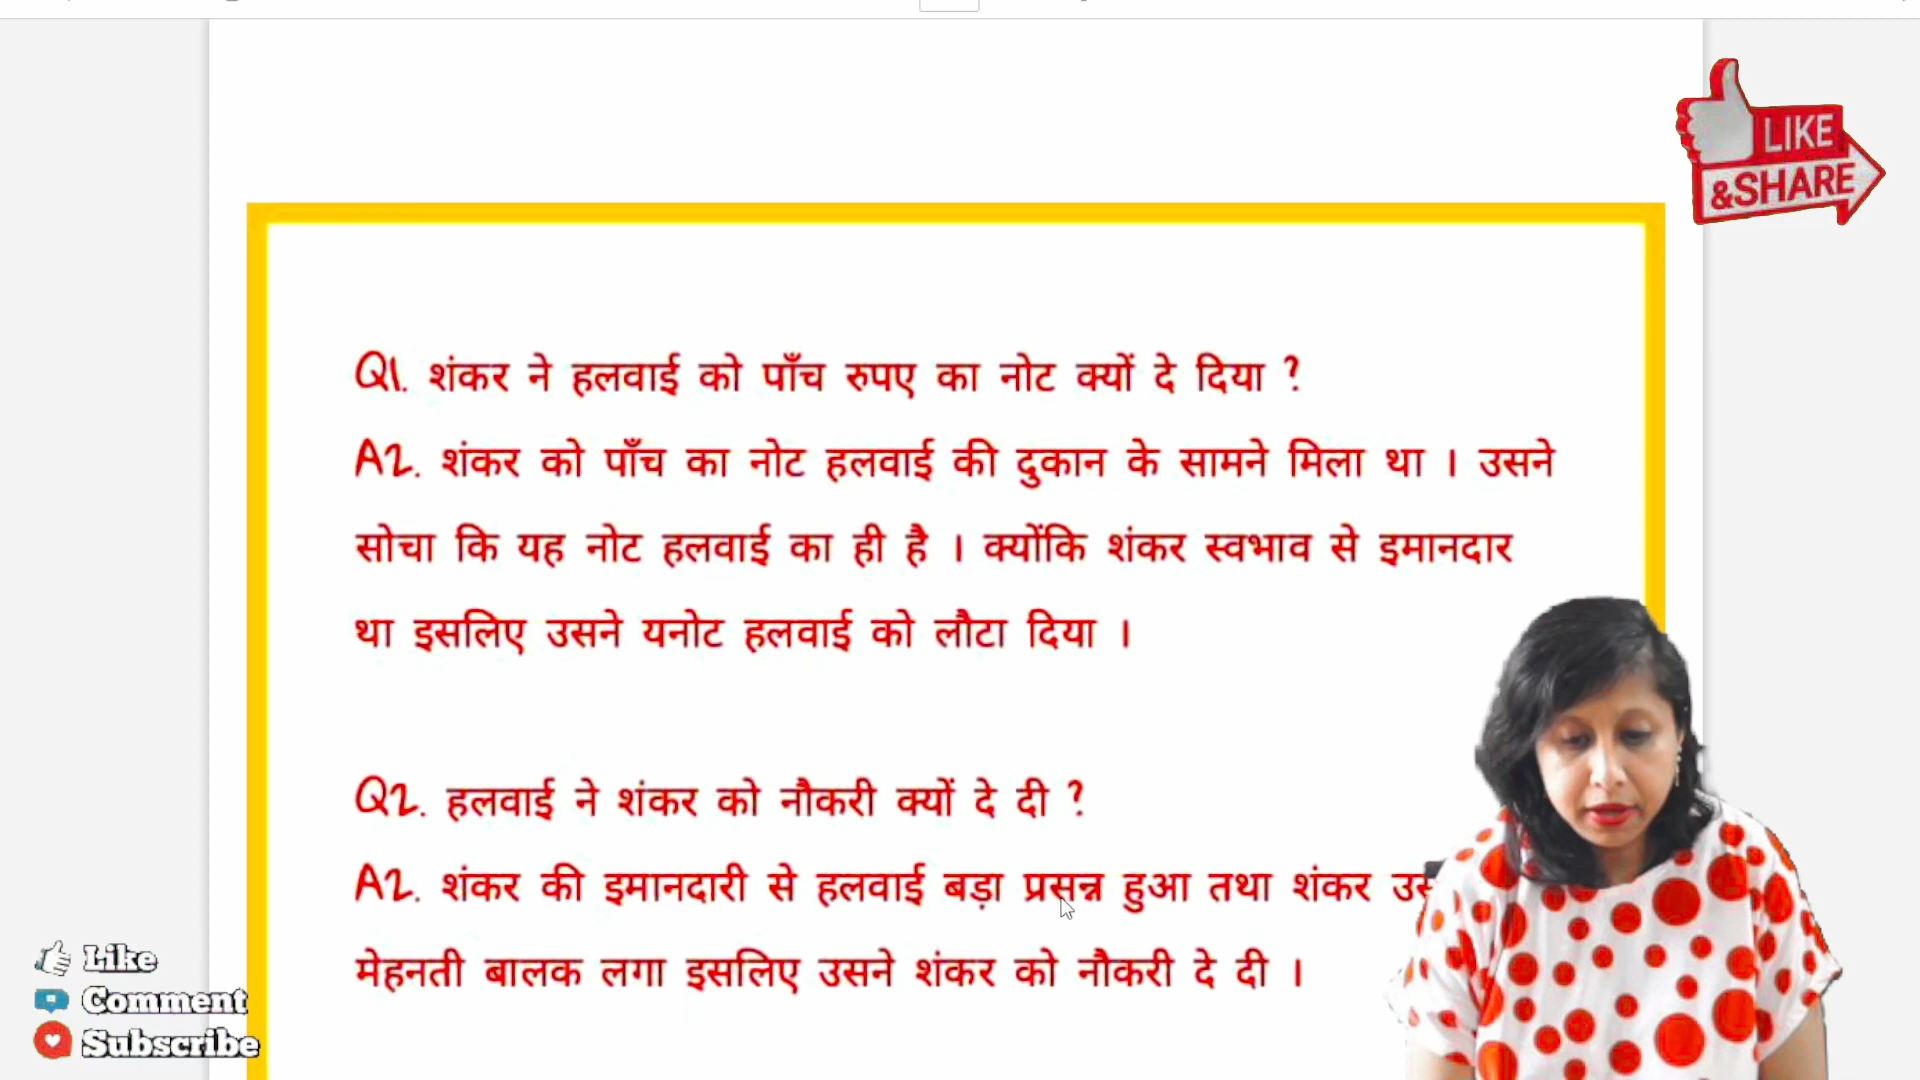 LIKE
&SHARE
Q1. शंकर ने हलवाई को पाँच रुपए का नोट क्यों दे दिया ?
A2. शंकर को पाँच का नोट हलवाई की दुकान के सामने मिला था । उसने
सोचा कि यह नोट हलवाई का ही है । क्योंकि शंकर स्वभाव से इमानदार
था इसलिए उसने यनोट हलवाई को लौटा दिया ।
Q2. हलवाई ने शंकर को नौकरी क्यों दे दी ?
A2. शंकर की इमानदारी से हलवाई बड़ा प्रसन्न हुआ तथा शंकर
मेहनती बालक लगा इसलिए उसने शंकर को नौकरी दे दी ।
Like
Comment
Subscribe